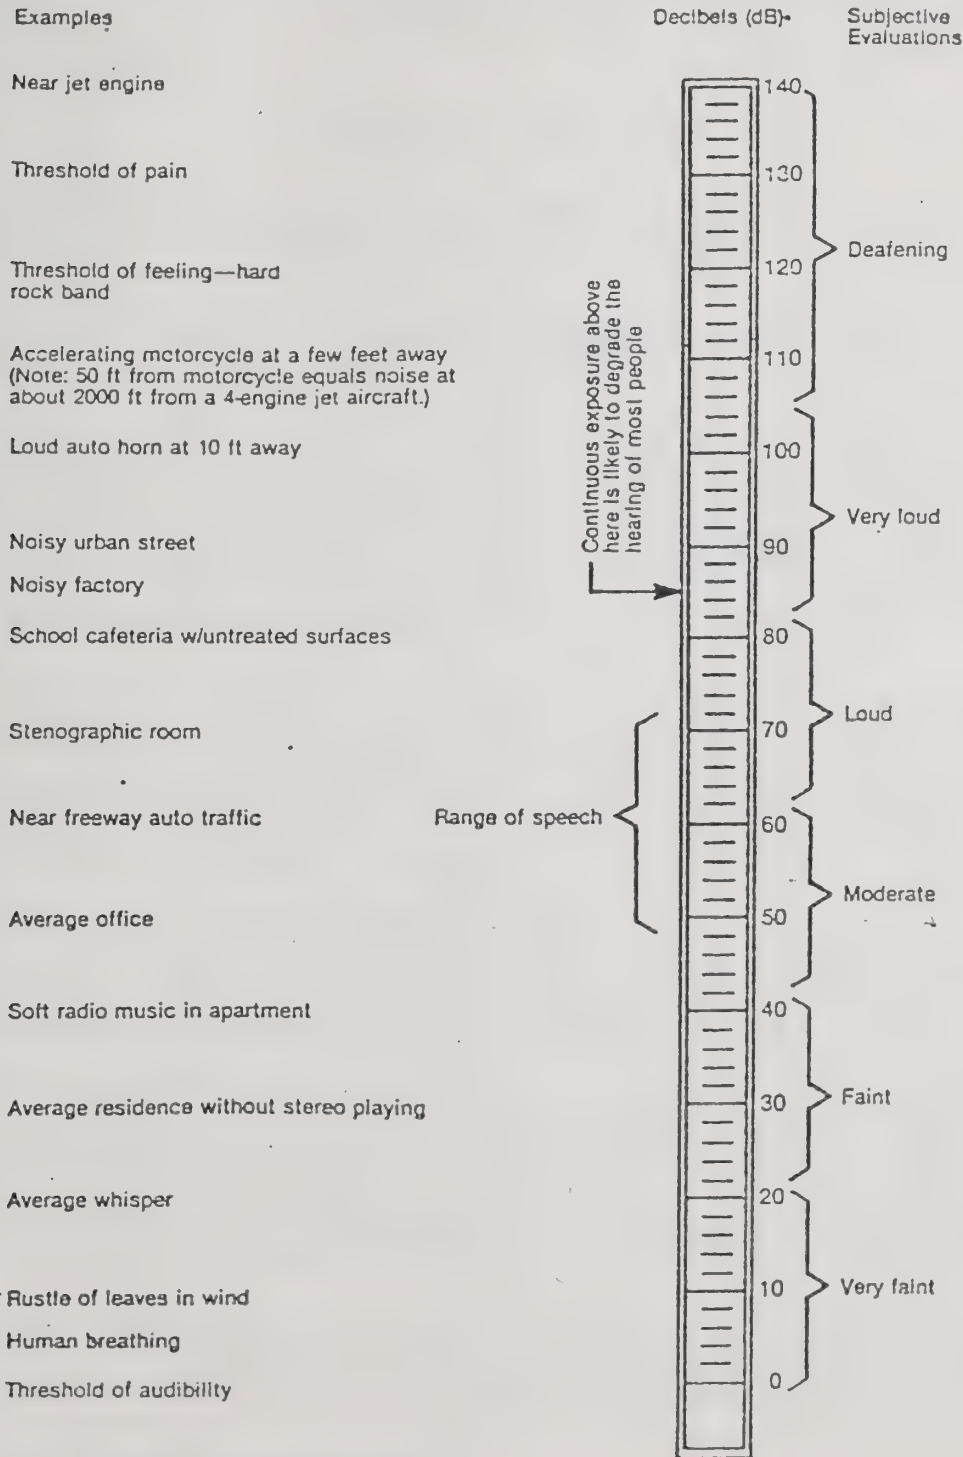 Examples
Decibels (dB)
Subjective
Evaluations
Near jet engine
140
Threshold of pain
130
Deafening
Threshold of feeling—hard
rock band
120
Continuous exposure above
here is likely to degrade the
hearing of most people
Accelerating motorcycle at a few feet away
(Note: 50 ft from motorcycle equals noise at
about 2000 ft from a 4-engine jet aircraft.)
110
Loud auto horn at 10 ft away
100
Very loud
Noisy urban street
90
Noisy factory
School cafeteria w/untreated surfaces
80
Loud
Stenographic room
70
Near freeway auto traffic
Range of speech
60
Moderate
Average office
50
Soft radio music in apartment
40
Faint
Average residence without stereo playing
30
Average whisper
20
Rustle of leaves in wind
10
Very faint
Human breathing
Threshold of audibility
0